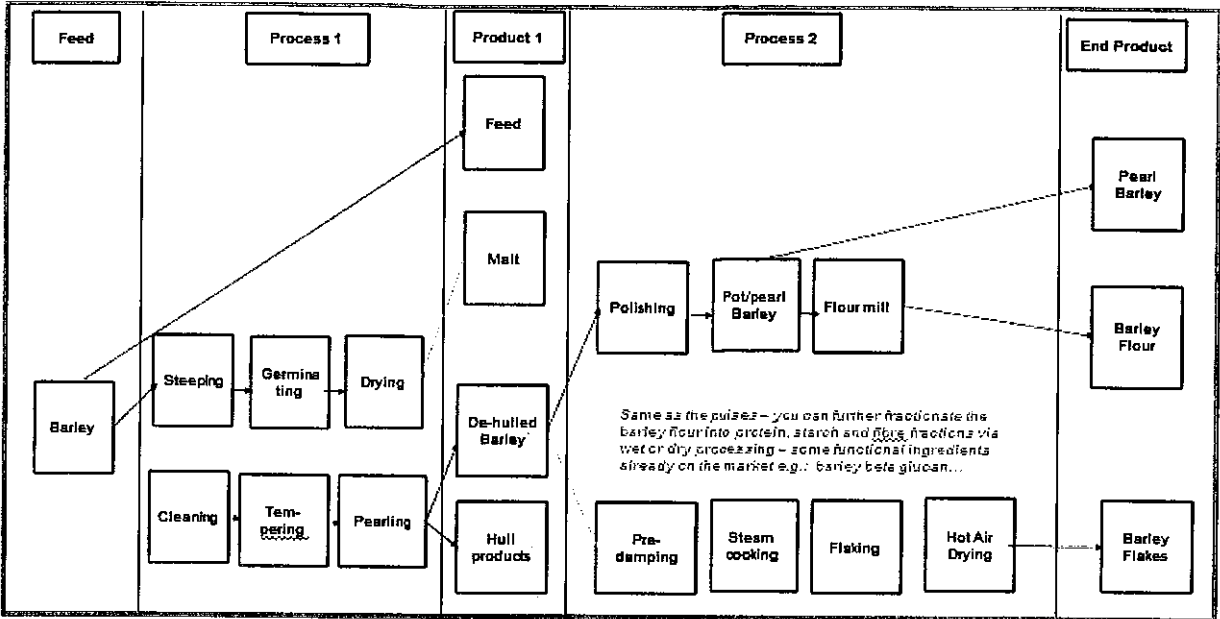 Feed
Process 1
Product 1
Process 2
End Product
Feed
Pearl
Barley
Malt
Polishing
Pot/pearl
Barley
Flour mill
Barley
Flour
Steeping
Germina
ting
Drying
Barley
De-hulled
Barley
Same as the pulses – you can further fractionate the
barley flour into protein, starch and fibre fractions via
wet or dry processing – some functional ingredients
already on the market e.g.: barley beta glucan...
Cleaning
Tem-
pering
Pearling
Hull
products
Pre-
damping
Steam
cooking
Flaking
Hot Air
Drying
Barley
Flakes